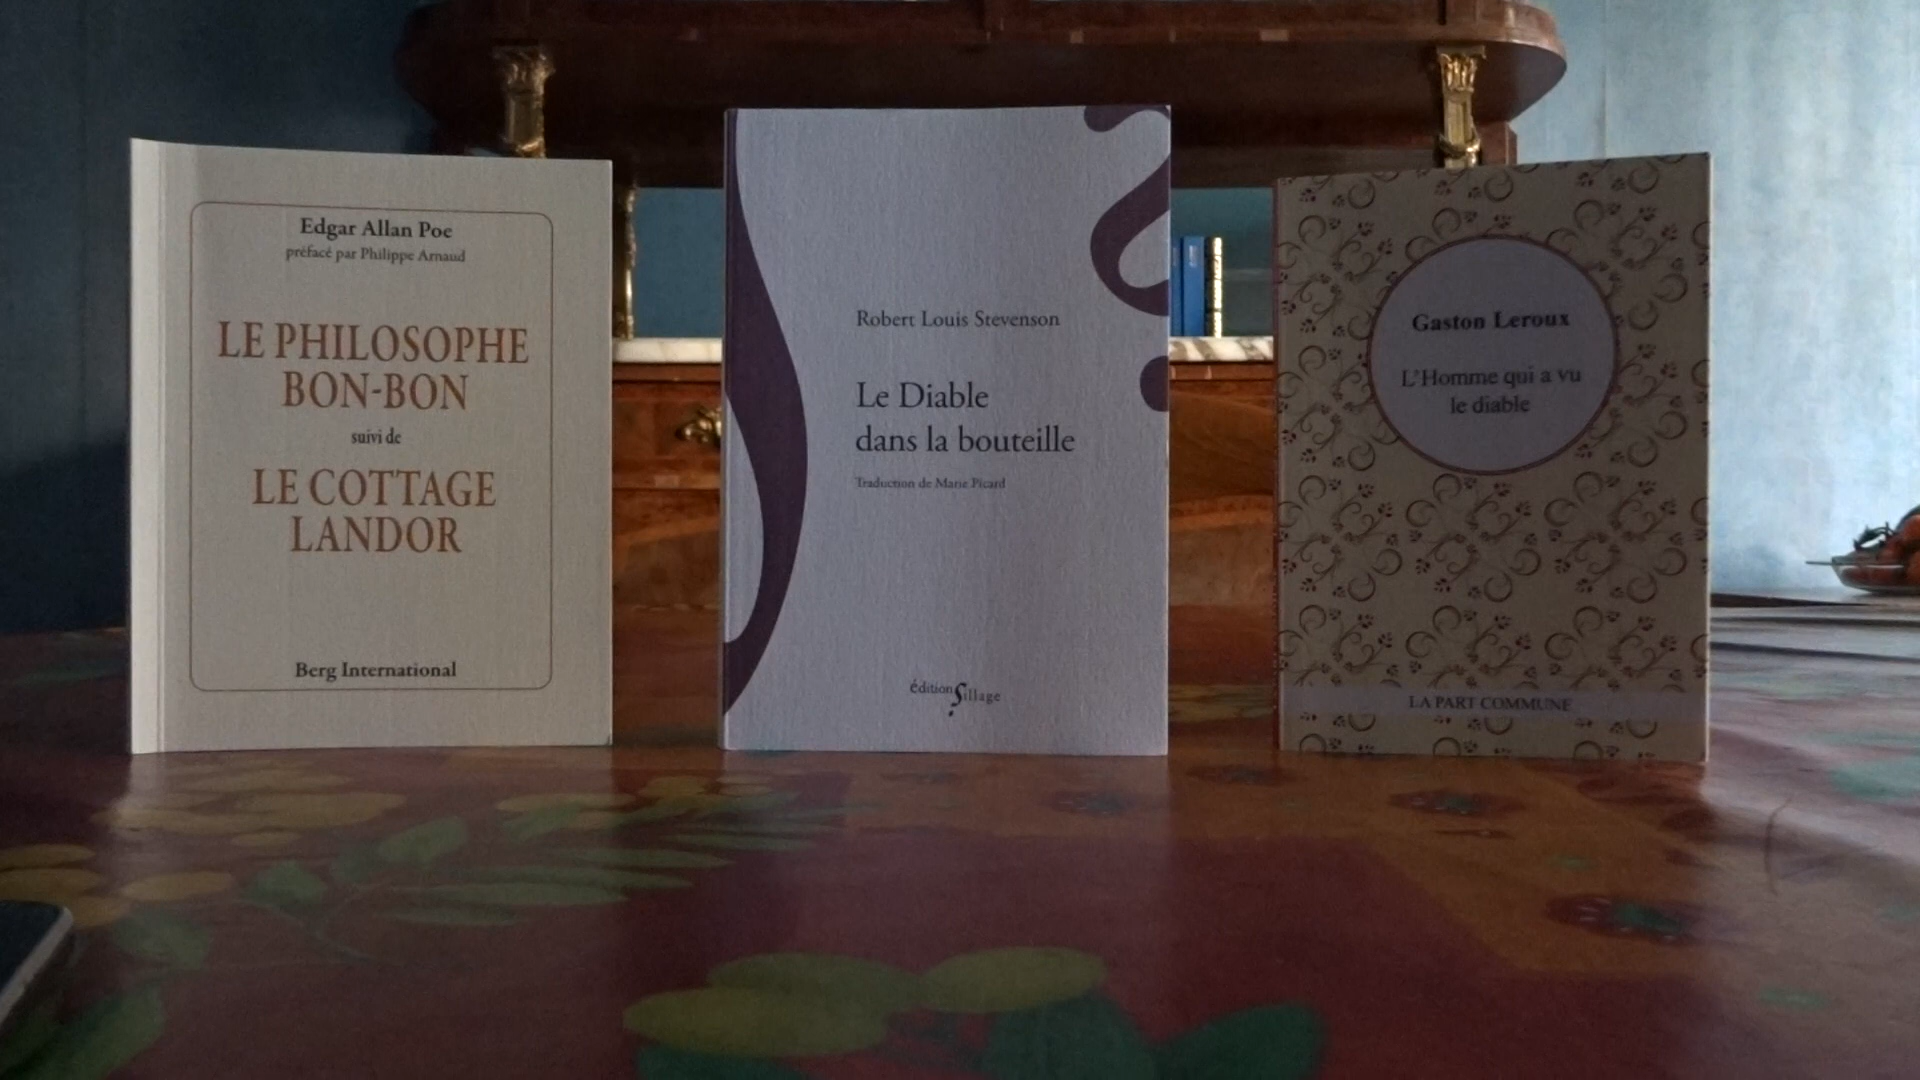 Edgar Allan Poe
préfacé par Philippe Arnaud
LE PHILOSOPHE
BON-BON
suivi de
LE COTTAGE
LANDOR
Berg International
Robert Louis Stevenson
Le Diable
dans la bouteille
Traduction de Marie Picard
éditionSillage
Gaston Leroux
L'Homme qui a vu
le diable
LA PART COMMUNE